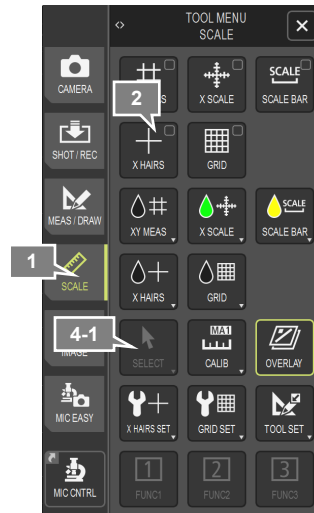 TOOL MENU
SCALE
CAMERA
SHOT / REC
MEAS / DRAW
SCALE
MIC EASY
MIC CNTRL
1
2
4-1
X SCALE
SCALE
SCALE BAR
X HAIRS
GRID
XY MEAS
X SCALE
SCALE
SCALE BAR
X HAIRS
GRID
SELECT
MA1
CALIB
OVERLAY
X HAIRS SET
GRID SET
TOOL SET
1
FUNC1
2
FUNC2
3
FUNC3